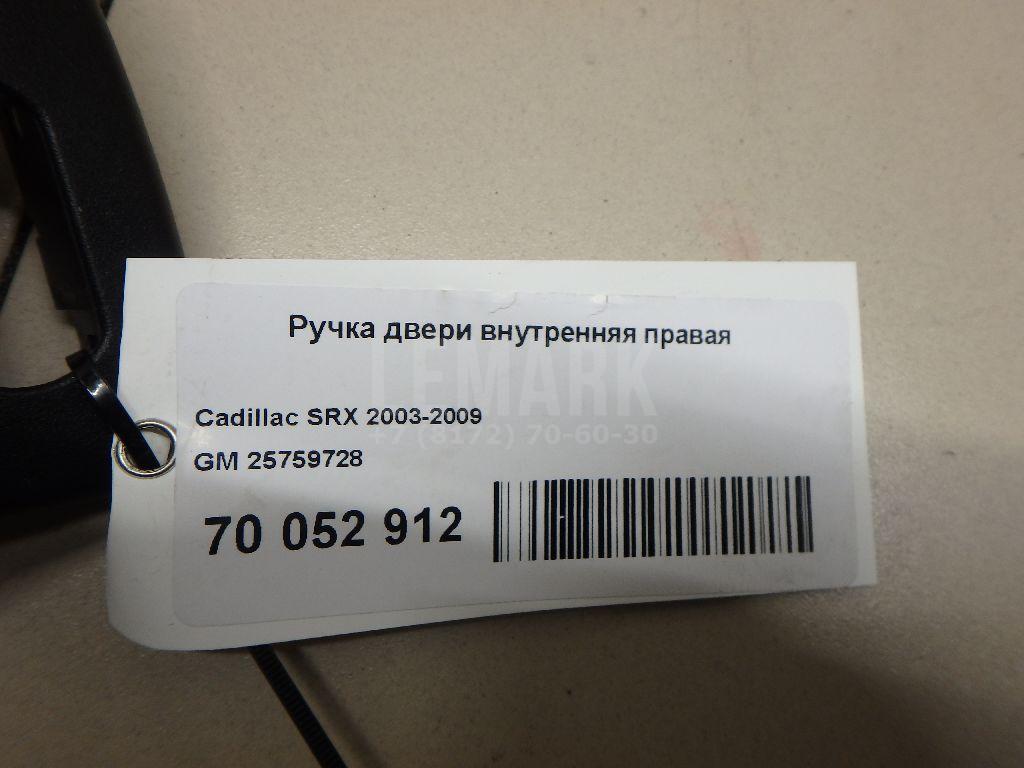 Ручка двери внутренняя правая
LEMARK
Cadillac SRX 2003-2009
+7 (8172) 70-60-30
GM 25759728
70 052 912